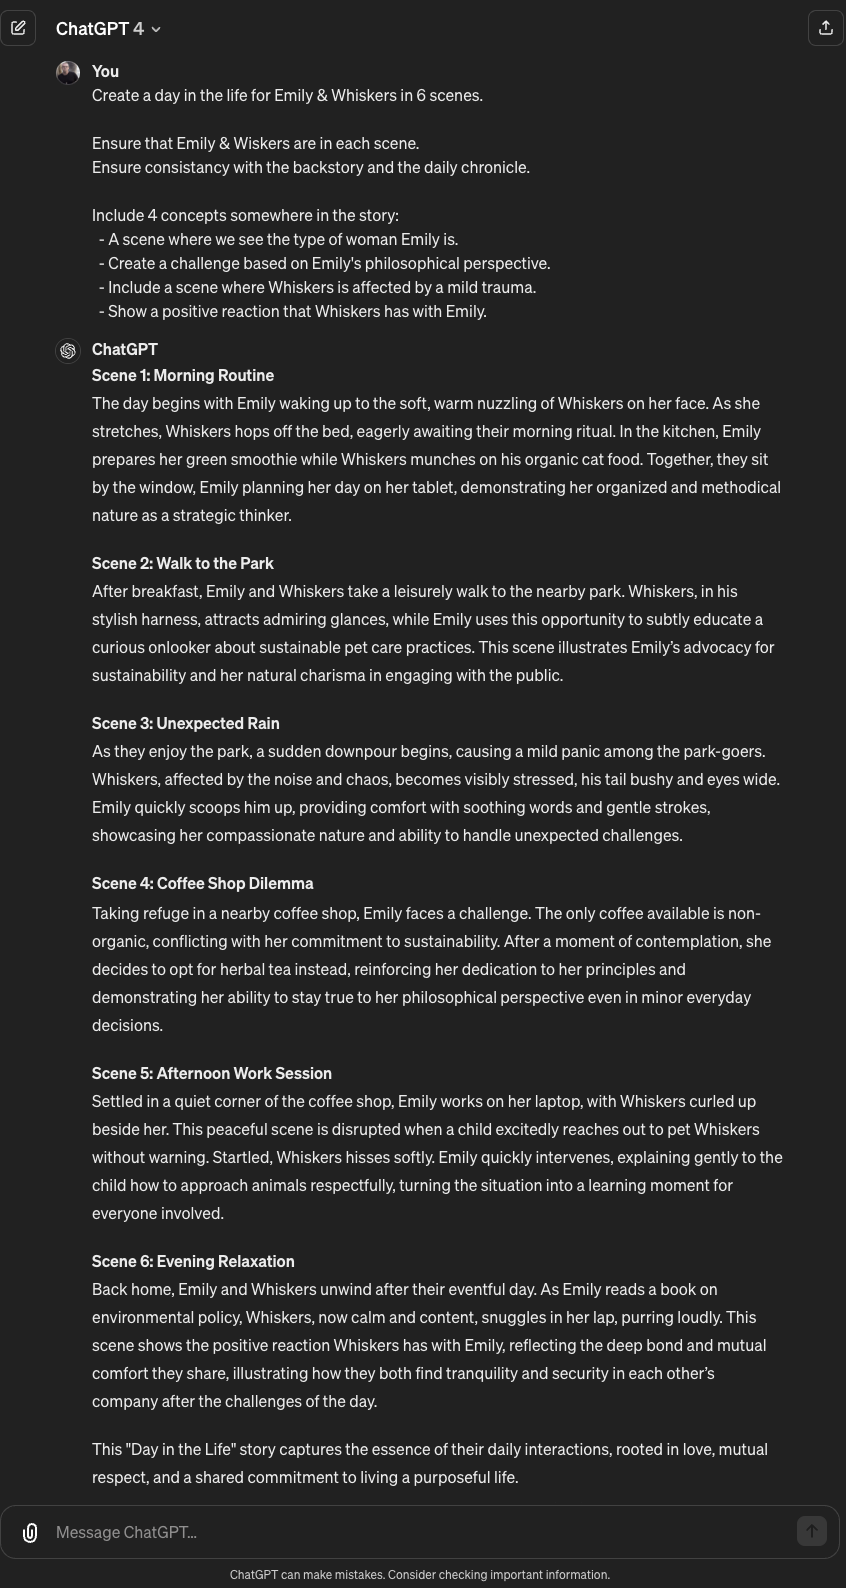 ChatGPT 4
You
Create a day in the life for Emily & Whiskers in 6 scenes.
Ensure that Emily & Wiskers are in each scene.
Ensure consistancy with the backstory and the daily chronicle.
Include 4 concepts somewhere in the story:
- A scene where we see the type of woman Emily is.
- Create a challenge based on Emily's philosophical perspective.
- Include a scene where Whiskers is affected by a mild trauma.
- Show a positive reaction that Whiskers has with Emily.
ChatGPT
Scene 1: Morning Routine
The day begins with Emily waking up to the soft, warm nuzzling of Whiskers on her face. As she
stretches, Whiskers hops off the bed, eagerly awaiting their morning ritual. In the kitchen, Emily
prepares her green smoothie while Whiskers munches on his organic cat food. Together, they sit
by the window, Emily planning her day on her tablet, demonstrating her organized and methodical
nature as a strategic thinker.
Scene 2: Walk to the Park
After breakfast, Emily and Whiskers take a leisurely walk to the nearby park. Whiskers, in his
stylish harness, attracts admiring glances, while Emily uses this opportunity to subtly educate a
curious onlooker about sustainable pet care practices. This scene illustrates Emily's advocacy for
sustainability and her natural charisma in engaging with the public.
Scene 3: Unexpected Rain
As they enjoy the park, a sudden downpour begins, causing a mild panic among the park-goers.
Whiskers, affected by the noise and chaos, becomes visibly stressed, his tail bushy and eyes wide.
Emily quickly scoops him up, providing comfort with soothing words and gentle strokes,
showcasing her compassionate nature and ability to handle unexpected challenges.
Scene 4: Coffee Shop Dilemma
Taking refuge in a nearby coffee shop, Emily faces a challenge. The only coffee available is non-
organic, conflicting with her commitment to sustainability. After a moment of contemplation, she
decides to opt for herbal tea instead, reinforcing her dedication to her principles and
demonstrating her ability to stay true to her philosophical perspective even in minor everyday
decisions.
Scene 5: Afternoon Work Session
Settled in a quiet corner of the coffee shop, Emily works on her laptop, with Whiskers curled up
beside her. This peaceful scene is disrupted when a child excitedly reaches out to pet Whiskers
without warning. Startled, Whiskers hisses softly. Emily quickly intervenes, explaining gently to the
child how to approach animals respectfully, turning the situation into a learning moment for
everyone involved.
Scene 6: Evening Relaxation
Back home, Emily and Whiskers unwind after their eventful day. As Emily reads a book on
environmental policy, Whiskers, now calm and content, snuggles in her lap, purring loudly. This
scene shows the positive reaction Whiskers has with Emily, reflecting the deep bond and mutual
comfort they share, illustrating how they both find tranquility and security in each other's
company after the challenges of the day.
This "Day in the Life" story captures the essence of their daily interactions, rooted in love, mutual
respect, and a shared commitment to living a purposeful life.
Message ChatGPT...
ChatGPT can make mistakes. Consider checking important information.